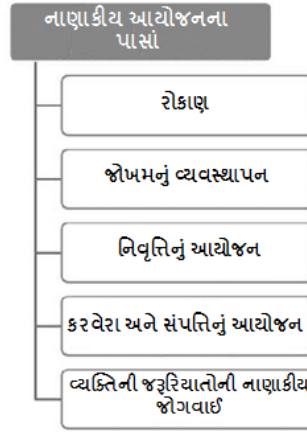 નાણાકીય આયોજનના
પાસાં
રોકાણ
જોખમનું વ્યવસ્થાપન
નિવૃત્તિનું આયોજન
કરવેરા અને સંપત્તિનું આયોજન
વ્યક્તિની જરૂરિયાતોની નાણાકીય
જોગવાઈ